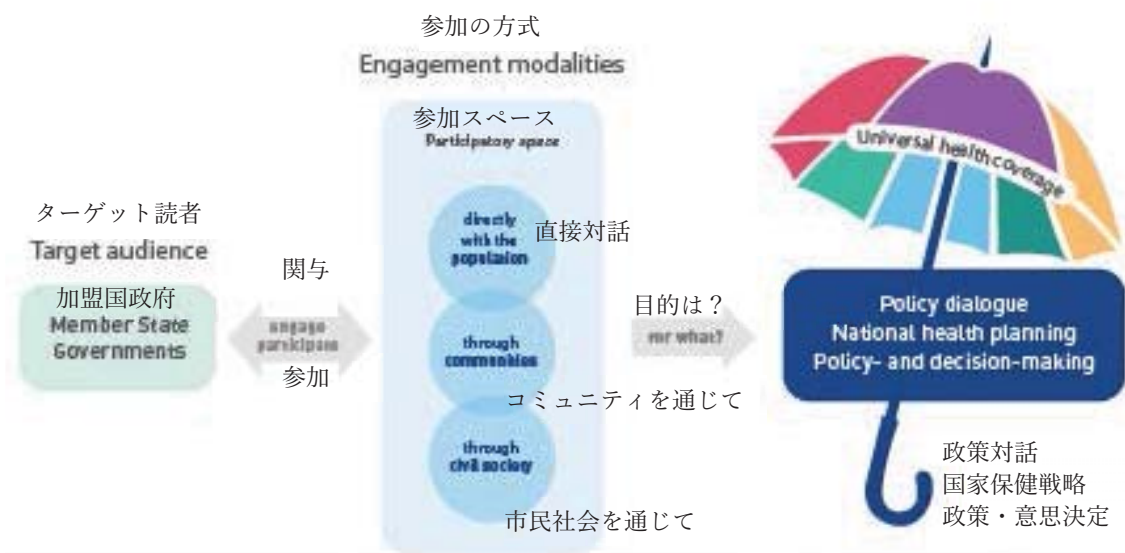 参加の方式
Engagement modalities
参加スペース
Participatory space
directly
with the
population
直接対話
through
communities
コミュニティを通じて
through
civil society
市民社会を通じて
ターゲット読者
Target audience
加盟国政府
Member State
Governments
関与
engage
participate
参加
目的は？
for what?
Universal health coverage
Policy dialogue
National health planning
Policy- and decision-making
政策対話
国家保健戦略
政策・意思決定